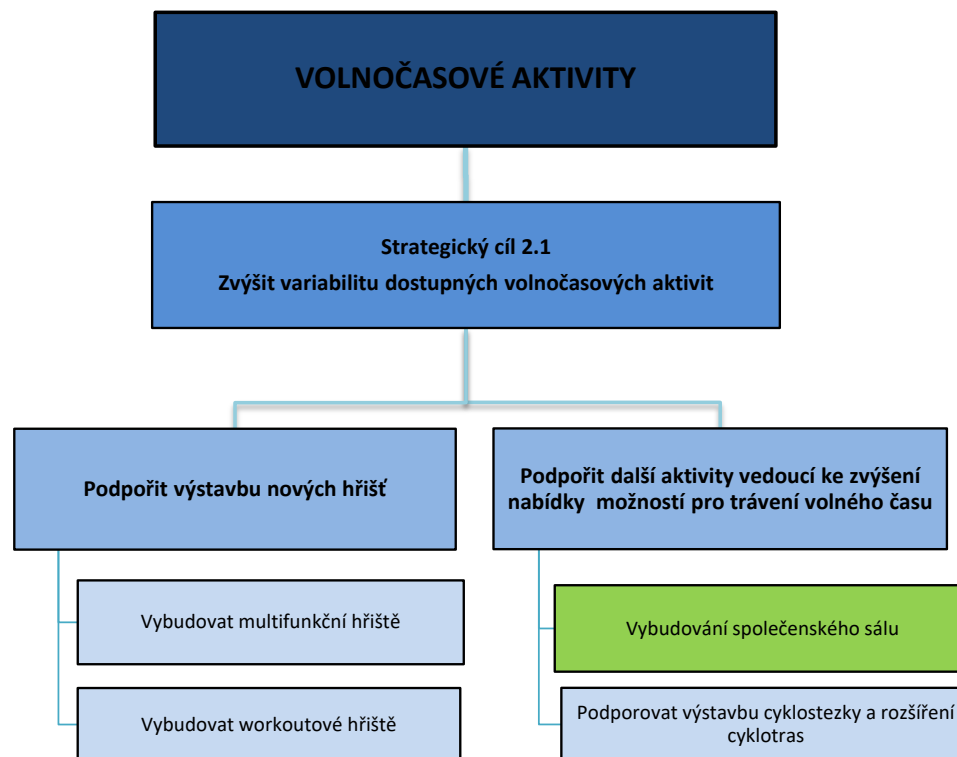 VOLNOČASOVÉ AKTIVITY
Strategický cíl 2.1
Zvýšit variabilitu dostupných volnočasových aktivit
Podpořit výstavbu nových hřišť
Vybudovat multifunkční hřiště
Vybudovat workoutové hřiště
Podpořit další aktivity vedoucí ke zvýšení
nabídky možností pro trávení volného času
Vybudování společenského sálu
Podporovat výstavbu cyklostezky a rozšíření
cyklotras